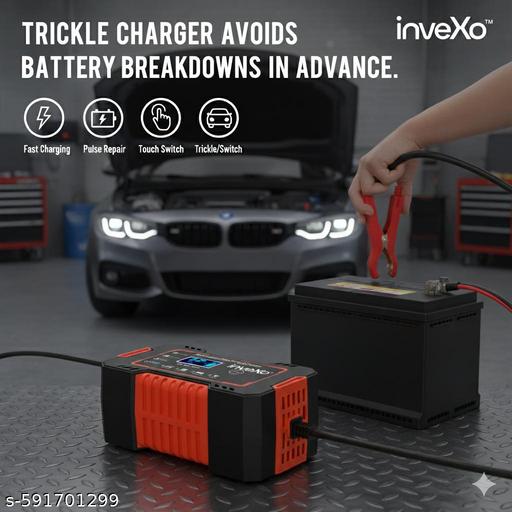 TRICKLE CHARGER AVOIDS
BATTERY BREAKDOWNS IN ADVANCE.
inveXo™
Fast Charging
Pulse Repair
Touch Switch
Trickle/Switch
inveXo
s-591701299